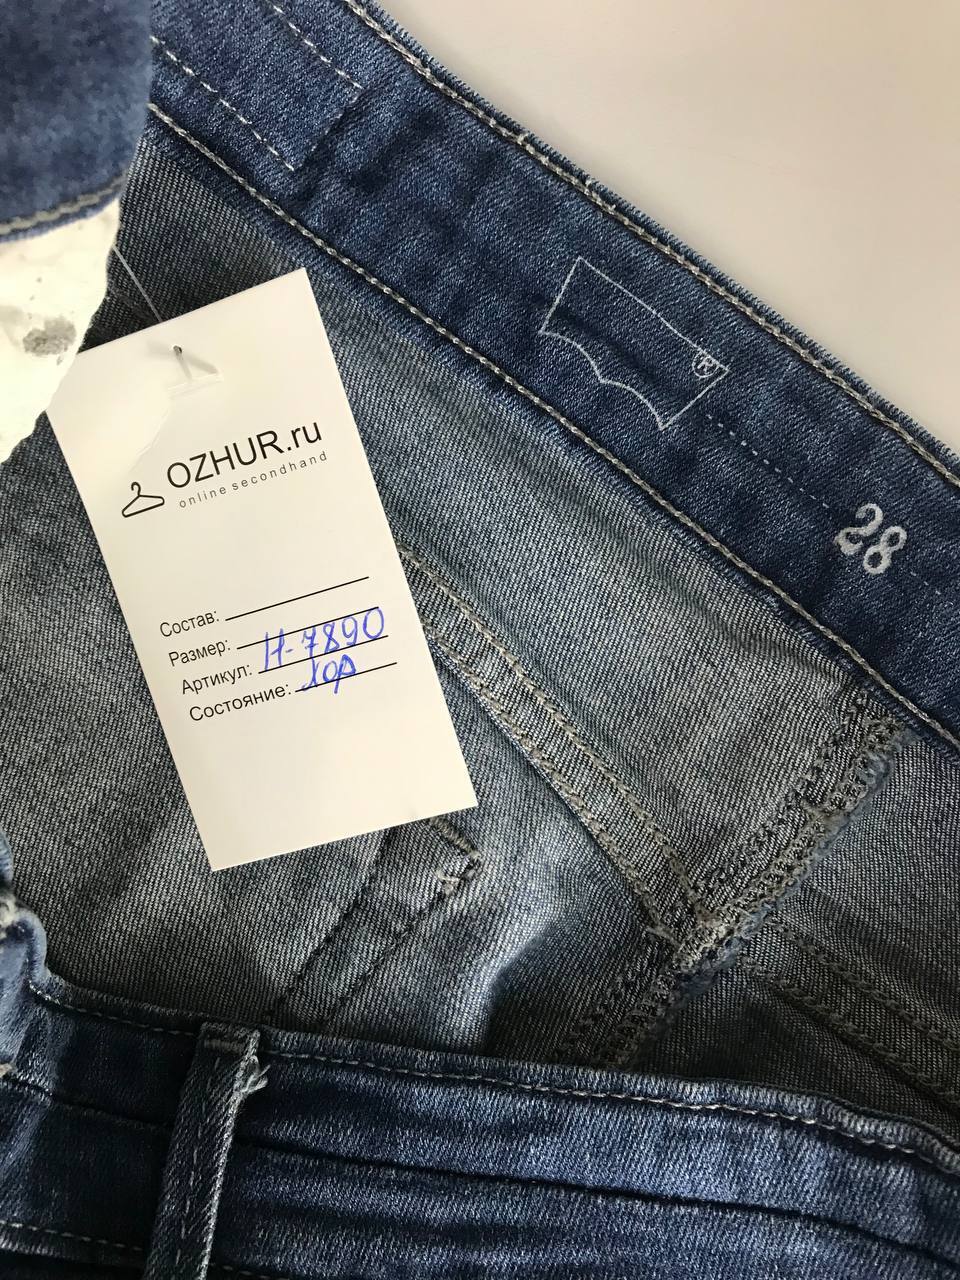 OZHUR.ru
online secondhand
Состав:
Размер:
Артикул: Н-7890
Состояние: Хор
®
28